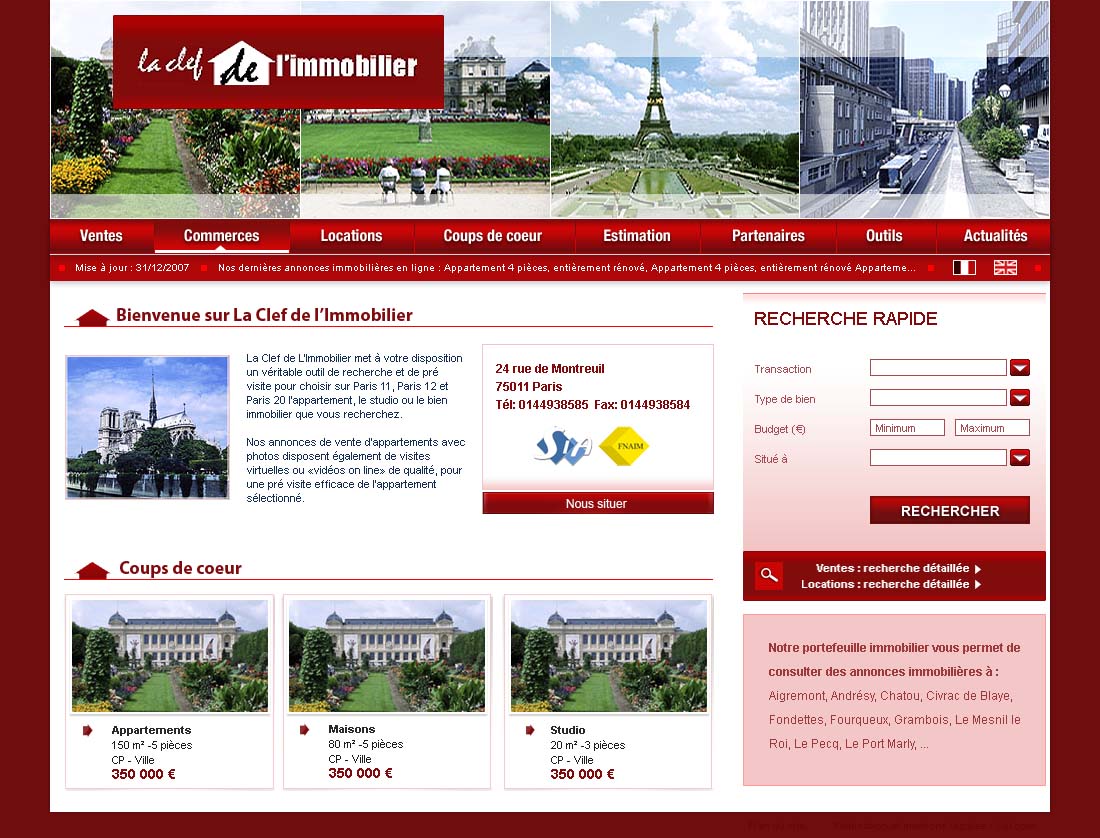 la clef de l'immobilier
Ventes Commerces Locations Coups de coeur Estimation Partenaires Outils Actualités
Mise à jour : 31/12/2007 Nos dernières annonces immobilières en ligne : Appartement 4 pièces, entièrement rénové, Appartement 4 pièces, entièrement rénové Apparteme...
Bienvenue sur La Clef de l'Immobilier
La Clef de L'Immobilier met à votre disposition
un véritable outil de recherche et de pré
visite pour choisir sur Paris 11, Paris 12 et
Paris 20 l'appartement, le studio ou le bien
immobilier que vous recherchez.
Nos annonces de vente d'appartements avec
photos disposent également de visites
virtuelles ou «vidéos on line» de qualité, pour
une pré visite efficace de l'appartement
sélectionné.
24 rue de Montreuil
75011 Paris
Tél: 0144938585 Fax: 0144938584
FNAIM
Nous situer
RECHERCHE RAPIDE
Transaction
Type de bien
Budget (€) Minimum Maximum
Situé à
RECHERCHER
Ventes : recherche détaillée
Locations : recherche détaillée
Notre portefeuille immobilier vous permet de
consulter des annonces immobilières à :
Aigremont, Andrésy, Chatou, Civrac de Blaye,
Fondettes, Fourqueux, Grambois, Le Mesnil le
Roi, Le Pecq, Le Port Marly, ...
Coups de coeur
Appartements
150 m² -5 pièces
CP - Ville
350 000 €
Maisons
80 m² -5 pièces
CP - Ville
350 000 €
Studio
20 m² -3 pièces
CP - Ville
350 000 €